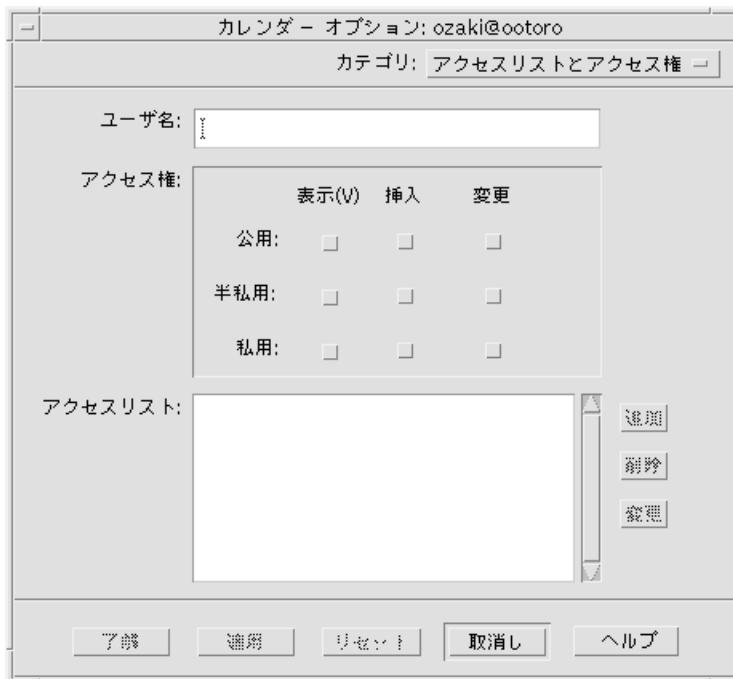 カレンダ − オプション: ozaki@ootoro
カテゴリ: アクセスリストとアクセス権
ユーザ名:
アクセス権:
表示(V) 挿入 変更
公用:
半私用:
私用:
アクセスリスト:
追加
削除
変更
了解 適用 リセット 取消し ヘルプ